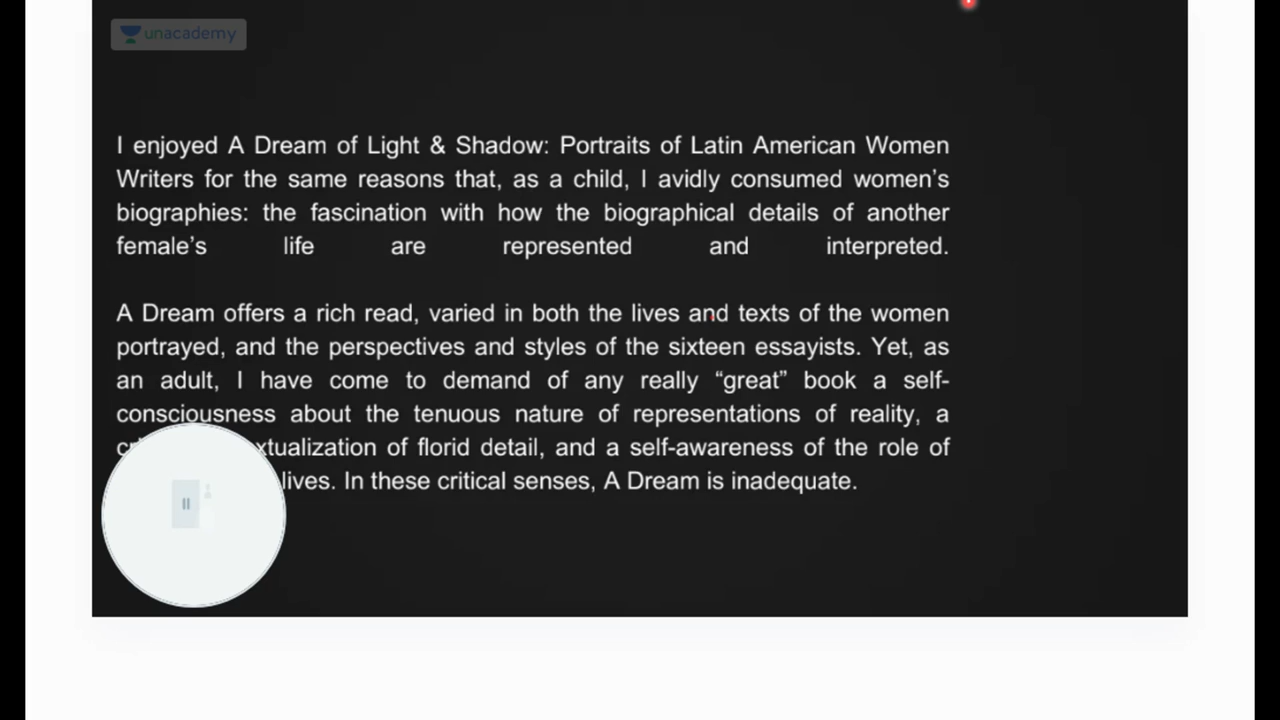 unacademy
I enjoyed A Dream of Light & Shadow: Portraits of Latin American Women
Writers for the same reasons that, as a child, I avidly consumed women’s
biographies: the fascination with how the biographical details of another
female’s life are represented and interpreted.
A Dream offers a rich read, varied in both the lives and texts of the women
portrayed, and the perspectives and styles of the sixteen essayists. Yet, as
an adult, I have come to demand of any really “great” book a self-
consciousness about the tenuous nature of representations of reality, a
of florid detail, and a self-awareness of the role of
lives. In these critical senses, A Dream is inadequate.